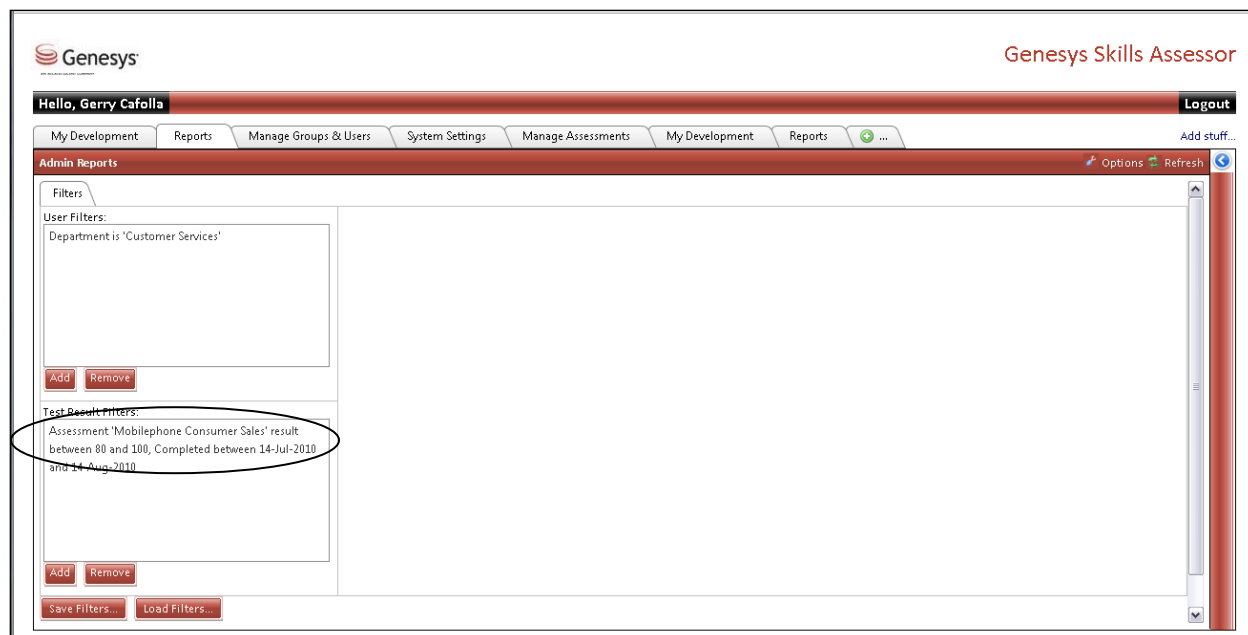 Genesys
Genesys Skills Assessor
Hello, Gerry Cafolla
Logout
My Development Reports Manage Groups & Users System Settings Manage Assessments My Development Reports ...
Add stuff...
Admin Reports
Options Refresh
Filters
User Filters:
Department is 'Customer Services'
Add Remove
Test Result Filters:
Assessment 'Mobilephone Consumer Sales' result
between 80 and 100, Completed between 14-Jul-2010
and 14-Aug-2010
Add Remove
Save Filters... Load Filters...